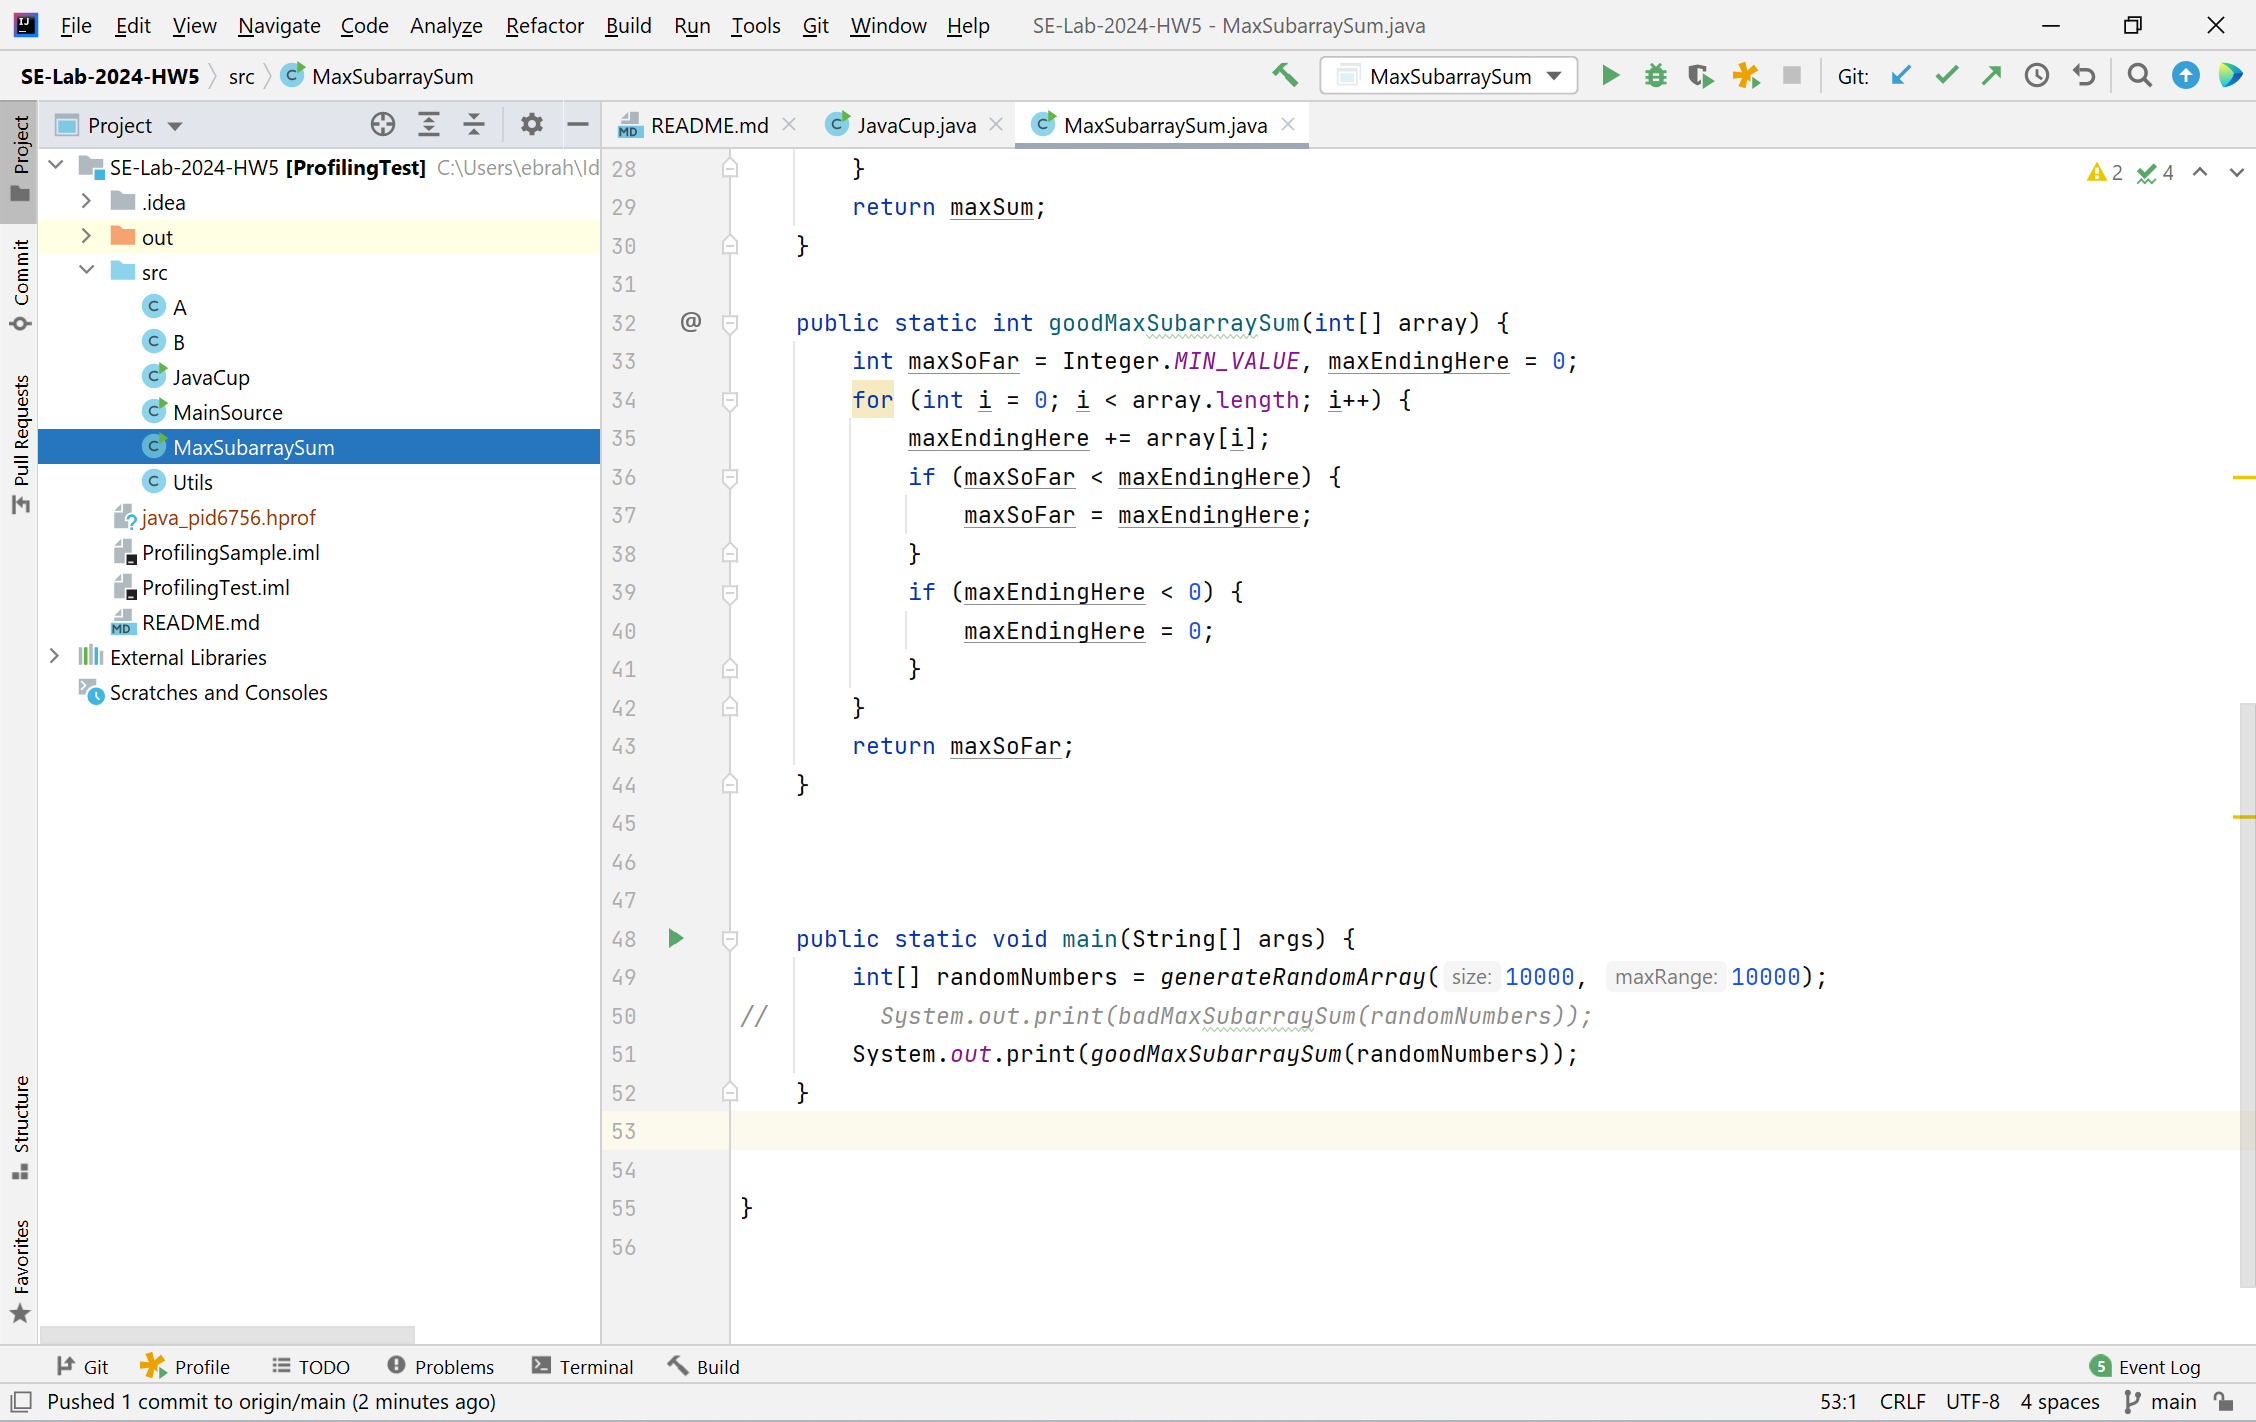 File Edit View Navigate Code Analyze Refactor Build Run Tools Git Window Help SE-Lab-2024-HW5 - MaxSubarraySum.java
SE-Lab-2024-HW5 src MaxSubarraySum MaxSubarraySum Git:
Project
README.md JavaCup.java MaxSubarraySum.java
Project
Commit
Pull Requests
Structure
Favorites
SE-Lab-2024-HW5 [ProfilingTest] C:\Users\ebrah\Id
.idea
out
src
A
B
JavaCup
MainSource
MaxSubarraySum
Utils
java_pid6756.hprof
ProfilingSample.iml
ProfilingTest.iml
README.md
External Libraries
Scratches and Consoles
2 4
28 }
29 return maxSum;
30 }
31
32 @ public static int goodMaxSubarraySum(int[] array) {
33 int maxSoFar = Integer.MIN_VALUE, maxEndingHere = 0;
34 for (int i = 0; i < array.length; i++) {
35 maxEndingHere += array[i];
36 if (maxSoFar < maxEndingHere) {
37 maxSoFar = maxEndingHere;
38 }
39 if (maxEndingHere < 0) {
40 maxEndingHere = 0;
41 }
42 }
43 return maxSoFar;
44 }
45
46
47
48 public static void main(String[] args) {
49 int[] randomNumbers = generateRandomArray( size: 10000, maxRange: 10000);
50 // System.out.print(badMaxSubarraySum(randomNumbers));
51 System.out.print(goodMaxSubarraySum(randomNumbers));
52 }
53
54
55 }
56
Git Profile TODO Problems Terminal Build 5 Event Log
Pushed 1 commit to origin/main (2 minutes ago) 53:1 CRLF UTF-8 4 spaces main